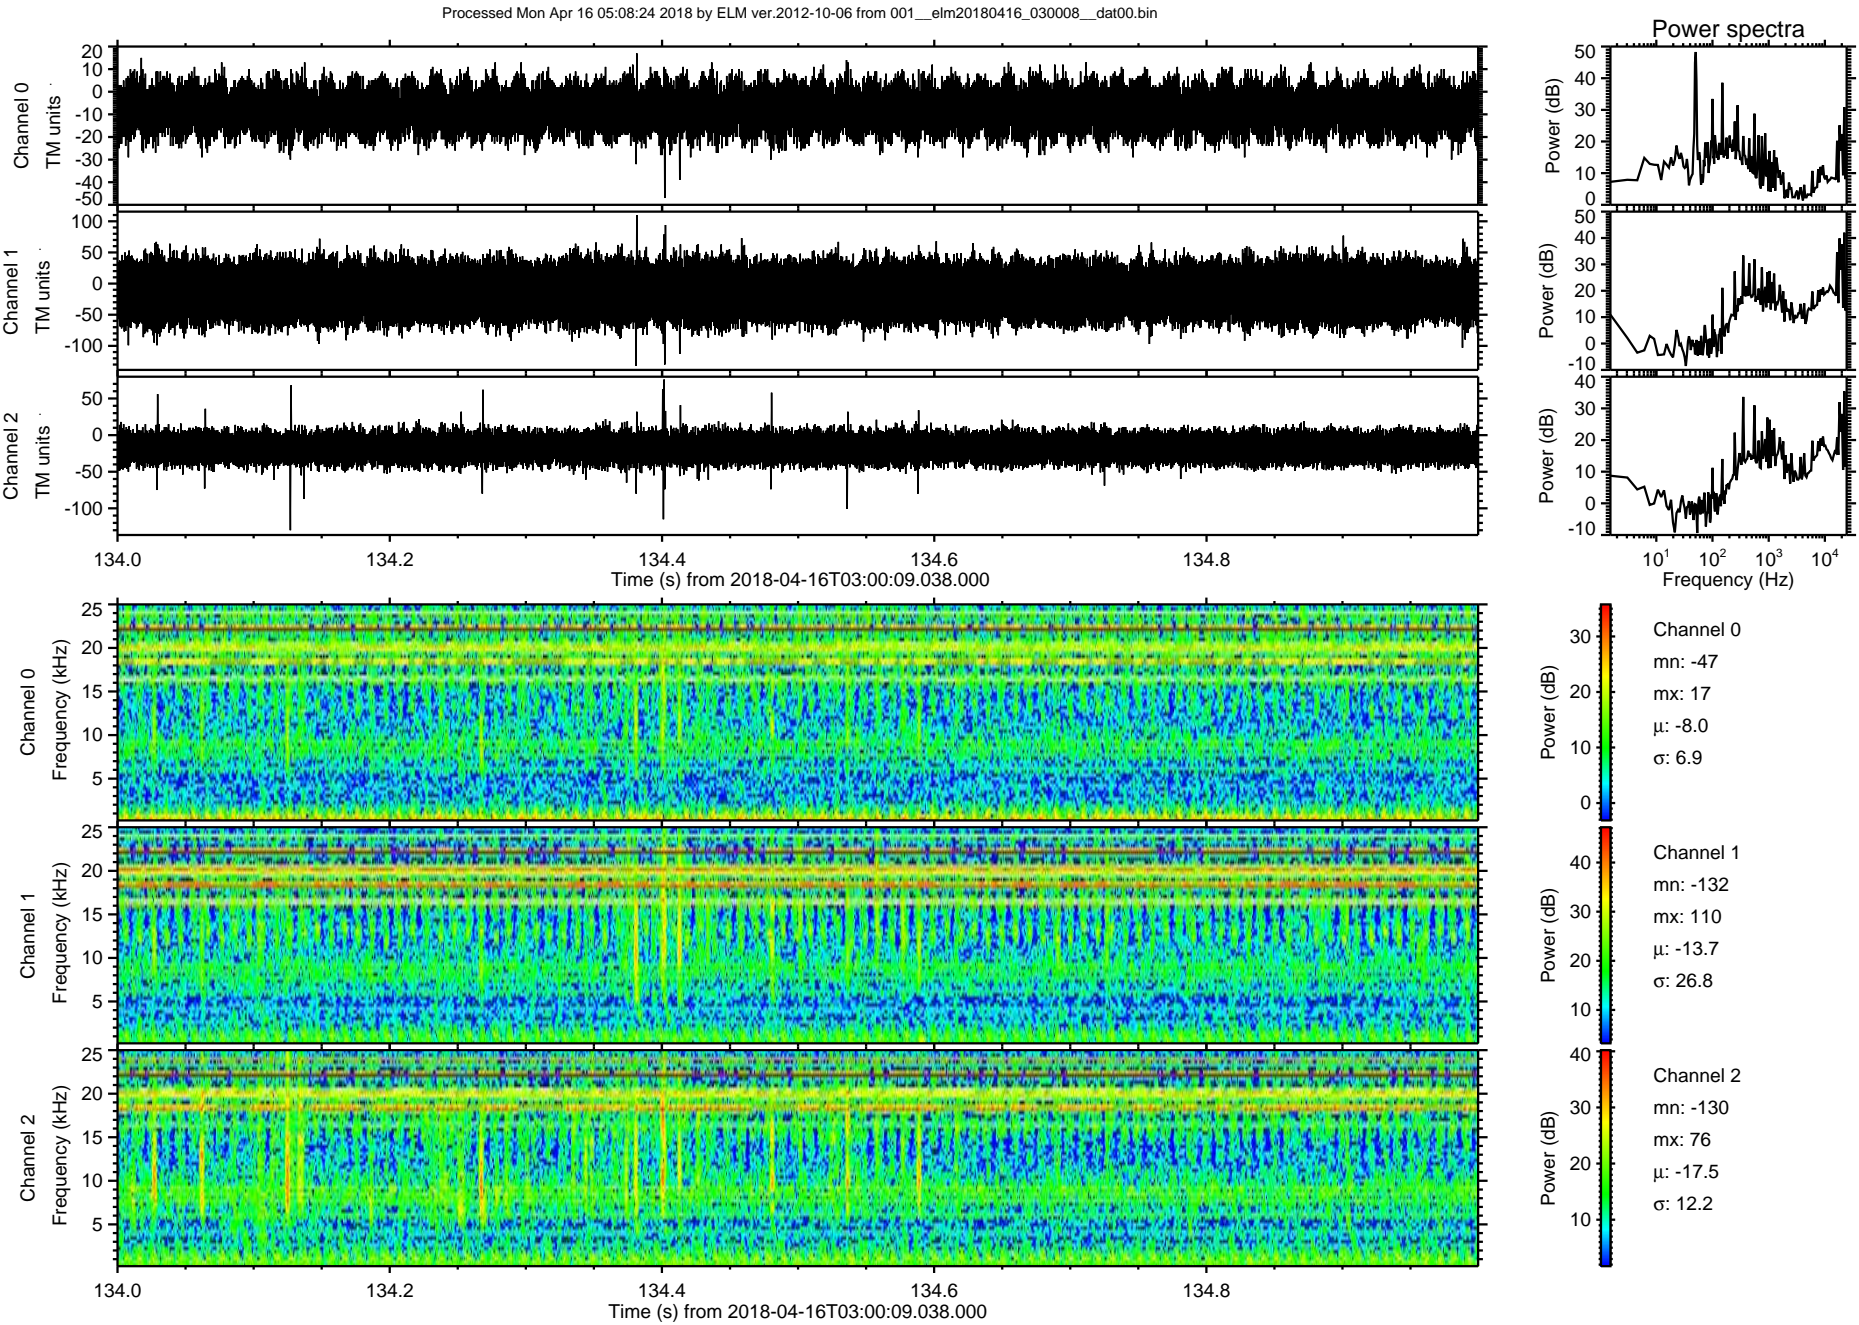 Processed Mon Apr 16 05:08:24 2018 by ELM ver.2012-10-06 from 001__elm20180416_030008__dat00.bin
Power spectra
Channel 0
TM units
20
10
0
-10
-20
-30
-40
-50
Power (dB)
50
40
30
20
10
0
Channel 1
TM units
100
50
0
-50
-100
Power (dB)
50
40
30
20
10
0
-10
Channel 2
TM units
50
0
-50
-100
Power (dB)
40
30
20
10
0
-10
134.0 134.2 134.4 134.6 134.8
Time (s) from 2018-04-16T03:00:09.038.000
10^1 10^2 10^3 10^4
Frequency (Hz)
Channel 0
Frequency (kHz)
25
20
15
10
5
Power (dB)
30
20
10
0
Channel 0
mn: -47
mx: 17
μ: -8.0
σ: 6.9
Channel 1
Frequency (kHz)
25
20
15
10
5
Power (dB)
40
30
20
10
Channel 1
mn: -132
mx: 110
μ: -13.7
σ: 26.8
Channel 2
Frequency (kHz)
25
20
15
10
5
Power (dB)
40
30
20
10
Channel 2
mn: -130
mx: 76
μ: -17.5
σ: 12.2
134.0 134.2 134.4 134.6 134.8
Time (s) from 2018-04-16T03:00:09.038.000